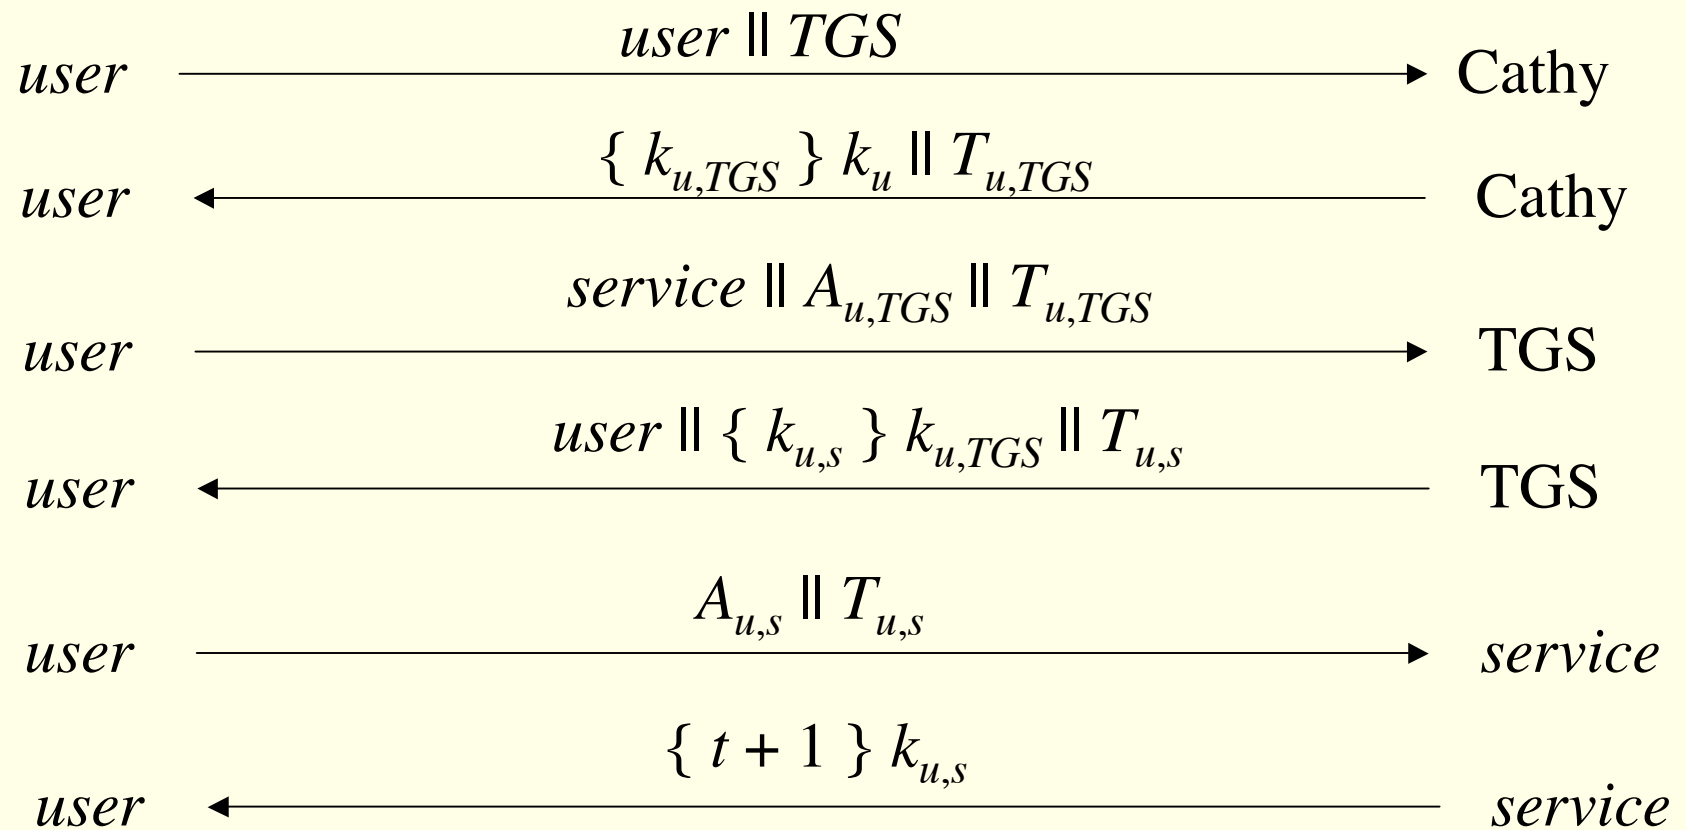 user ‖ TGS
user Cathy
{ k_{u,TGS} } k_u ‖ T_{u,TGS}
user Cathy
service ‖ A_{u,TGS} ‖ T_{u,TGS}
user TGS
user ‖ { k_{u,s} } k_{u,TGS} ‖ T_{u,s}
user TGS
A_{u,s} ‖ T_{u,s}
user service
{ t + 1 } k_{u,s}
user service